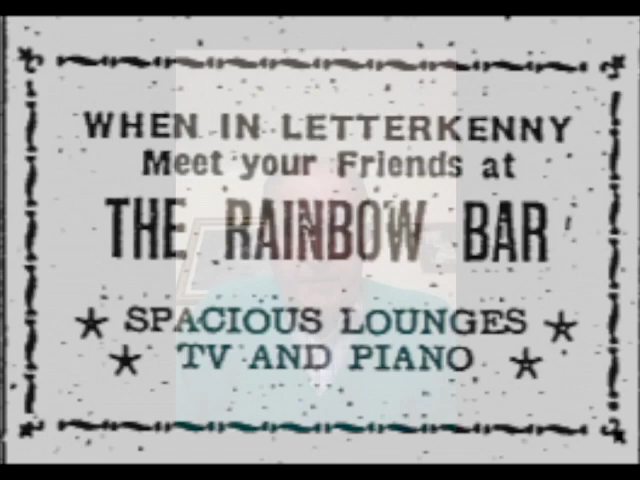 WHEN IN LETTERKENNY
Meet your Friends at
THE RAINBOW BAR
SPACIOUS LOUNGES
TV AND PIANO